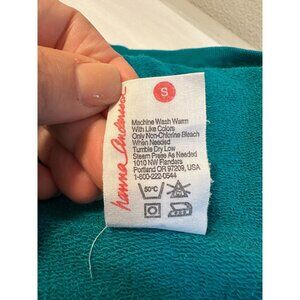 S
hanna andersson
Machine Wash Warm
With Like Colors
Only Non-Chlorine Bleach
When Needed
Tumble Dry Low
Steam Press As Needed
1010 NW Flanders
Portland OR 97209, USA
1-800-222-0544
50°C